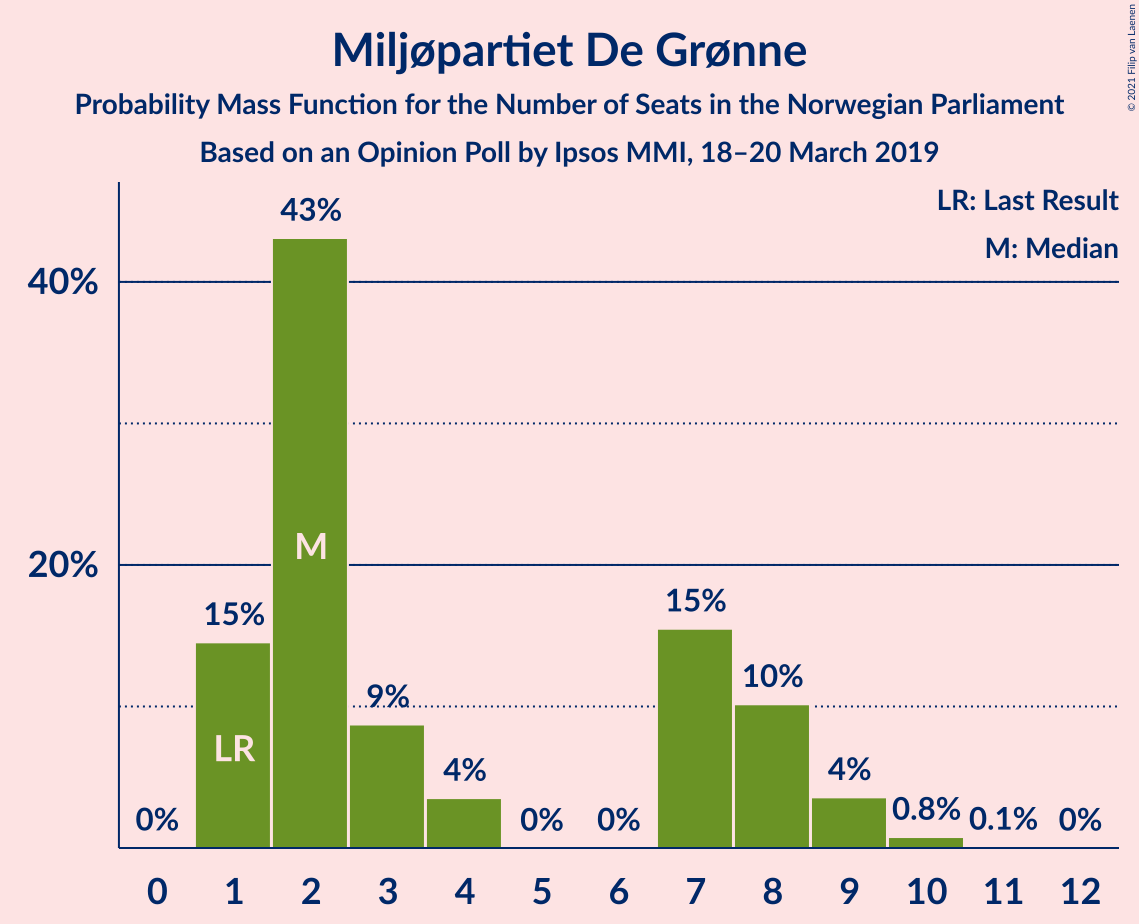 Miljøpartiet De Grønne
Probability Mass Function for the Number of Seats in the Norwegian Parliament
Based on an Opinion Poll by Ipsos MMI, 18–20 March 2019
© 2021 Filip van Laenen
LR: Last Result
M: Median
40%
20%
0%
15%
LR
43%
M
9%
4%
0%
0%
15%
10%
4%
0.8%
0.1%
0%
0 1 2 3 4 5 6 7 8 9 10 11 12